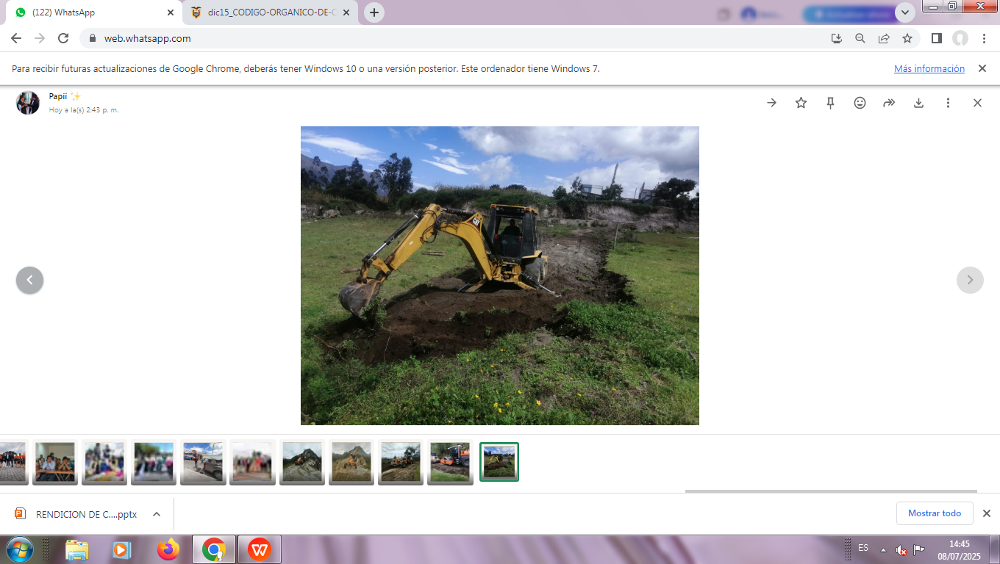 (122) WhatsApp
dic15_CODIGO-ORGANICO-DE-C
web.whatsapp.com
Para recibir futuras actualizaciones de Google Chrome, deberás tener Windows 10 o una versión posterior. Este ordenador tiene Windows 7.
Más información
Papii ✨
Hoy a la(s) 2:43 p. m.
CAT
RENDICION DE C....pptx
Mostrar todo
ES
14:45
08/07/2025